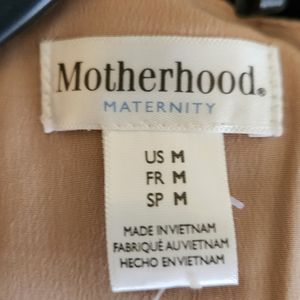 Motherhood®
MATERNITY
US M
FR M
SP M
MADE IN VIETNAM
FABRIQUÉ AU VIETNAM
HECHO EN VIETNAM